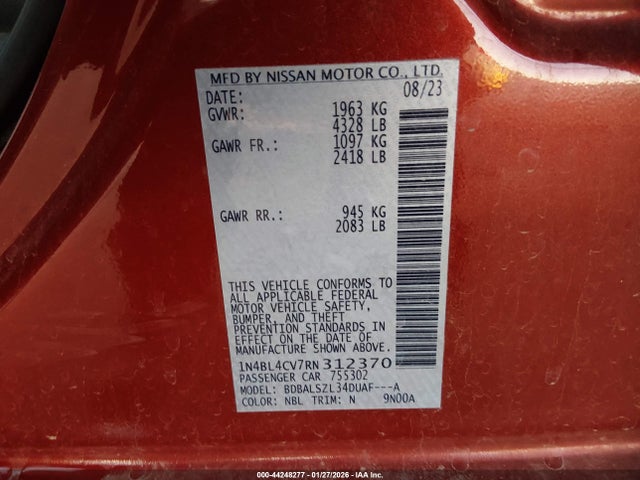 MFD BY NISSAN MOTOR CO., LTD.
DATE: 08/23
GVWR: 1963 KG
4328 LB
GAWR FR.: 1097 KG
2418 LB
GAWR RR.: 945 KG
2083 LB
THIS VEHICLE CONFORMS TO
ALL APPLICABLE FEDERAL
MOTOR VEHICLE SAFETY,
BUMPER, AND THEFT
PREVENTION STANDARDS IN
EFFECT ON THE DATE OF
MANUFACTURE SHOWN ABOVE.
1N4BL4CV7RN312370
PASSENGER CAR 755302
MODEL: BDBALSZL34DUAF---A
COLOR: NBL TRIM: N 9N00A
000-44248277 - 01/27/2026 - IAA Inc.